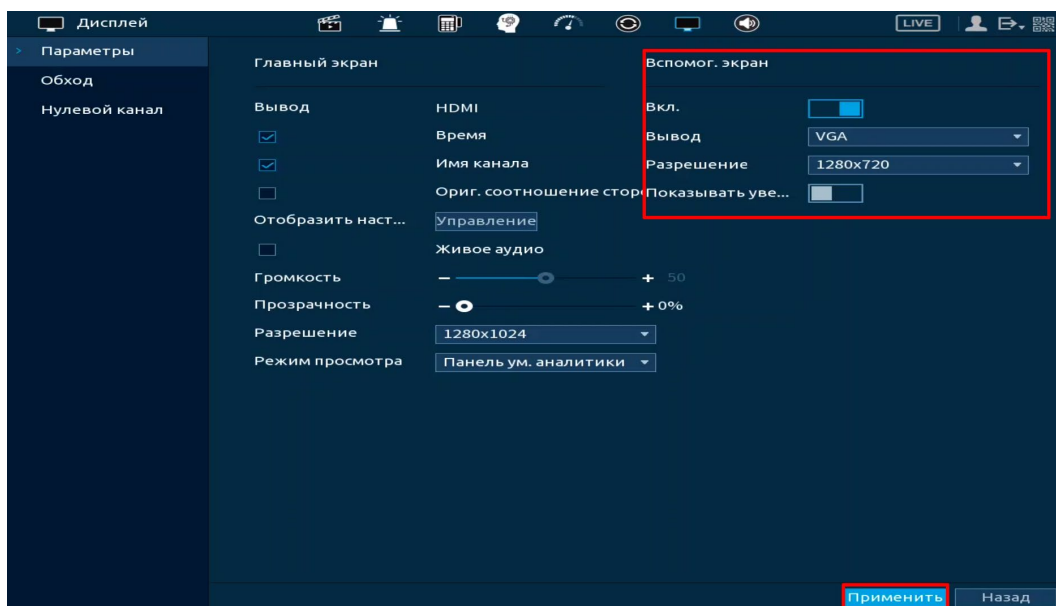 Дисплей
LIVE
Параметры
Обход
Нулевой канал
Главный экран
Вывод HDMI
Время
Имя канала
Ориг. соотношение сторо
Отобразить наст... Управление
Живое аудио
Громкость - + 50
Прозрачность - + 0%
Разрешение 1280x1024
Режим просмотра Панель ум. аналитики
Вспомог. экран
Вкл.
Вывод VGA
Разрешение 1280x720
Показывать уве...
Применить Назад